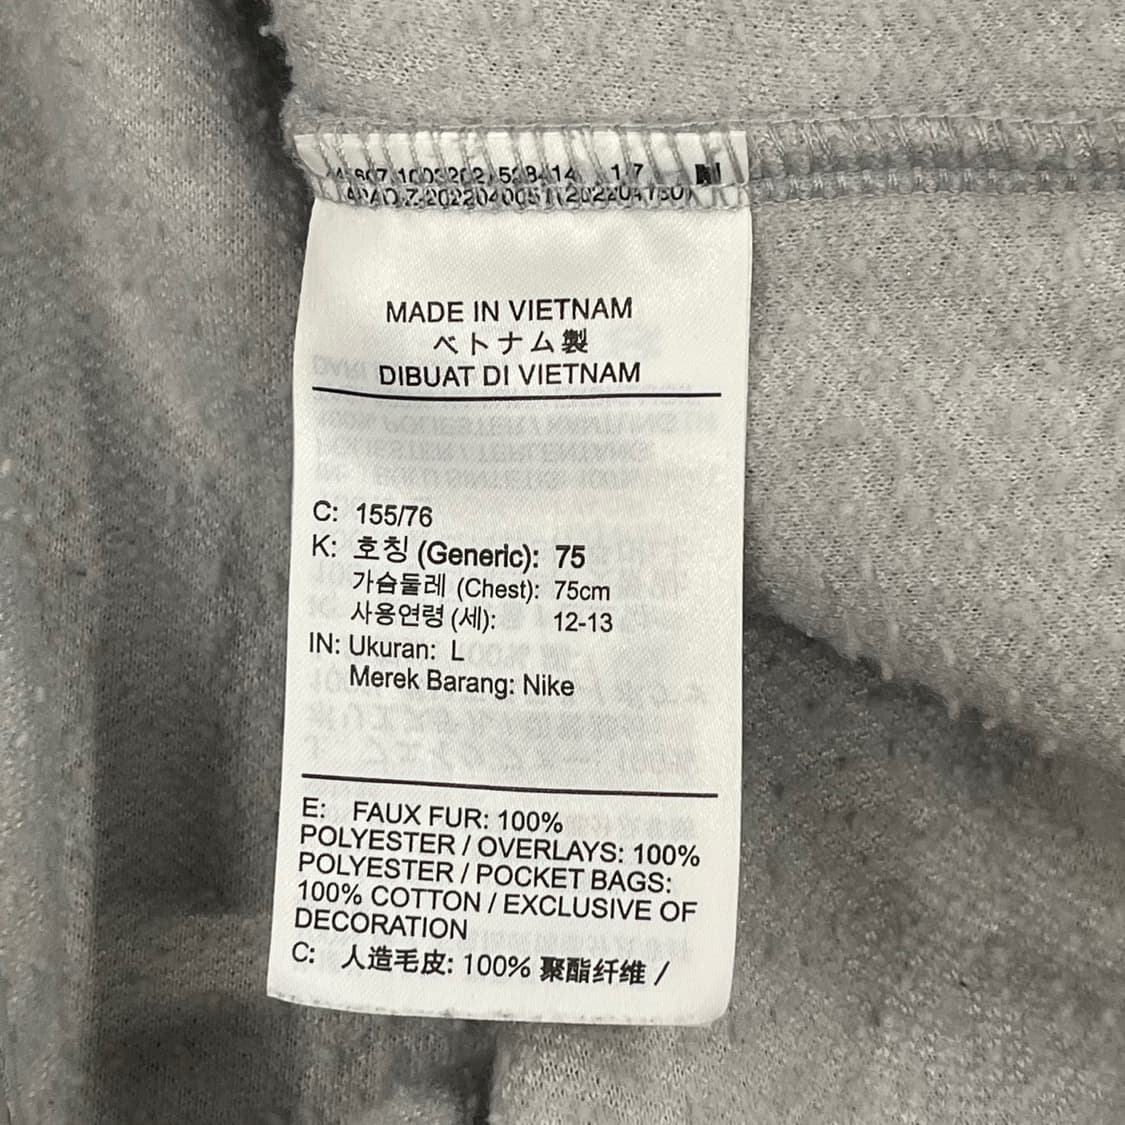 MADE IN VIETNAM
ベトナム製
DIBUAT DI VIETNAM
C: 155/76
K: 호칭 (Generic): 75
가슴둘레 (Chest): 75cm
사용연령 (세): 12-13
IN: Ukuran: L
Merek Barang: Nike
E: FAUX FUR: 100%
POLYESTER / OVERLAYS: 100%
POLYESTER / POCKET BAGS:
100% COTTON / EXCLUSIVE OF
DECORATION
C: 人造毛皮: 100% 聚酯纤维 /